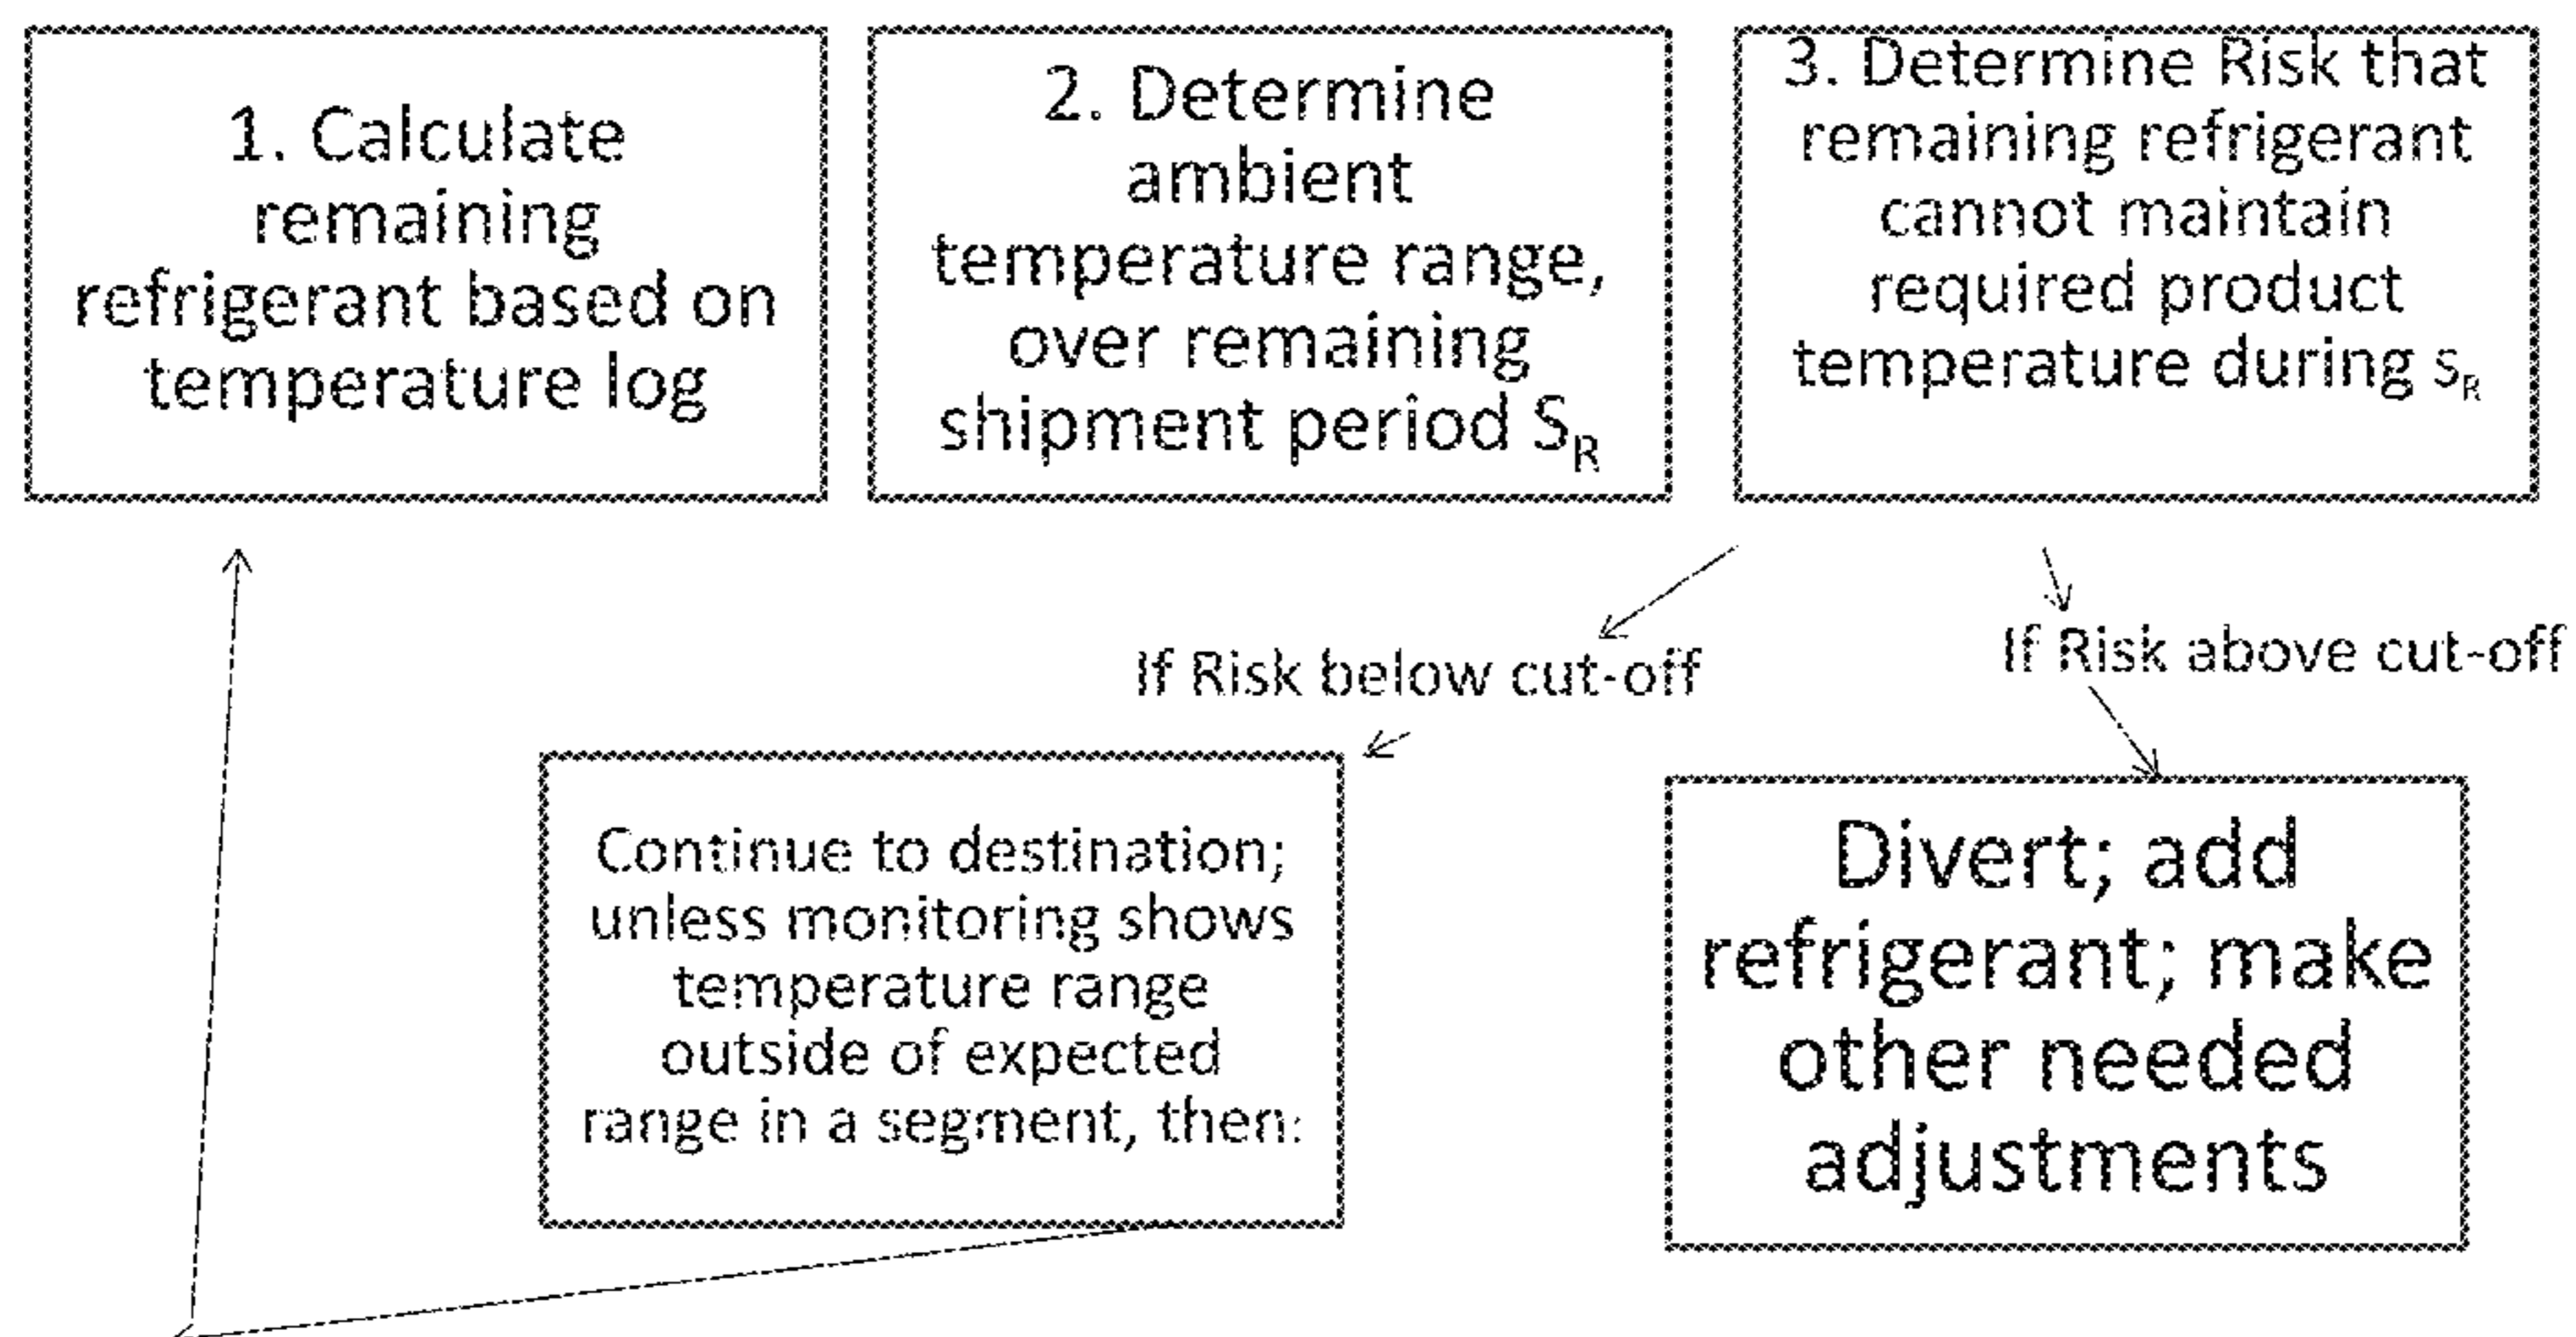 1. Calculate
remaining
refrigerant based on
temperature log
2. Determine
ambient
temperature range,
over remaining
shipment period S_R
3. Determine Risk that
remaining refrigerant
cannot maintain
required product
temperature during s_R
If Risk below cut-off
If Risk above cut-off
Continue to destination;
unless monitoring shows
temperature range
outside of expected
range in a segment, then:
Divert; add
refrigerant; make
other needed
adjustments